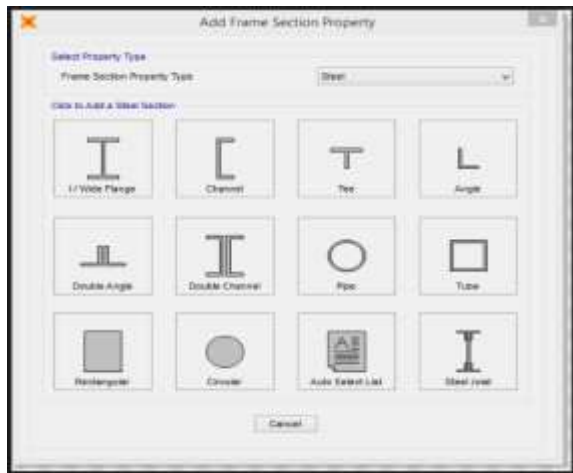 Add Frame Section Property
Select Property Type
Frame Section Property Type
Steel
Click to Add a Steel Section
I / Wide Flange
Channel
Tee
Angle
Double Angle
Double Channel
Pipe
Tube
Rectangular
Circular
Auto Select List
Steel Joist
Cancel